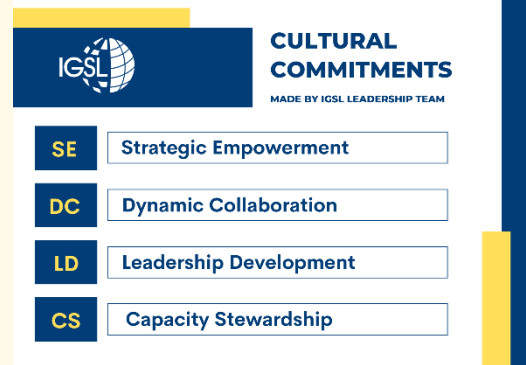 IGSL
CULTURAL
COMMITMENTS
MADE BY IGSL LEADERSHIP TEAM
SE Strategic Empowerment
DC Dynamic Collaboration
LD Leadership Development
CS Capacity Stewardship